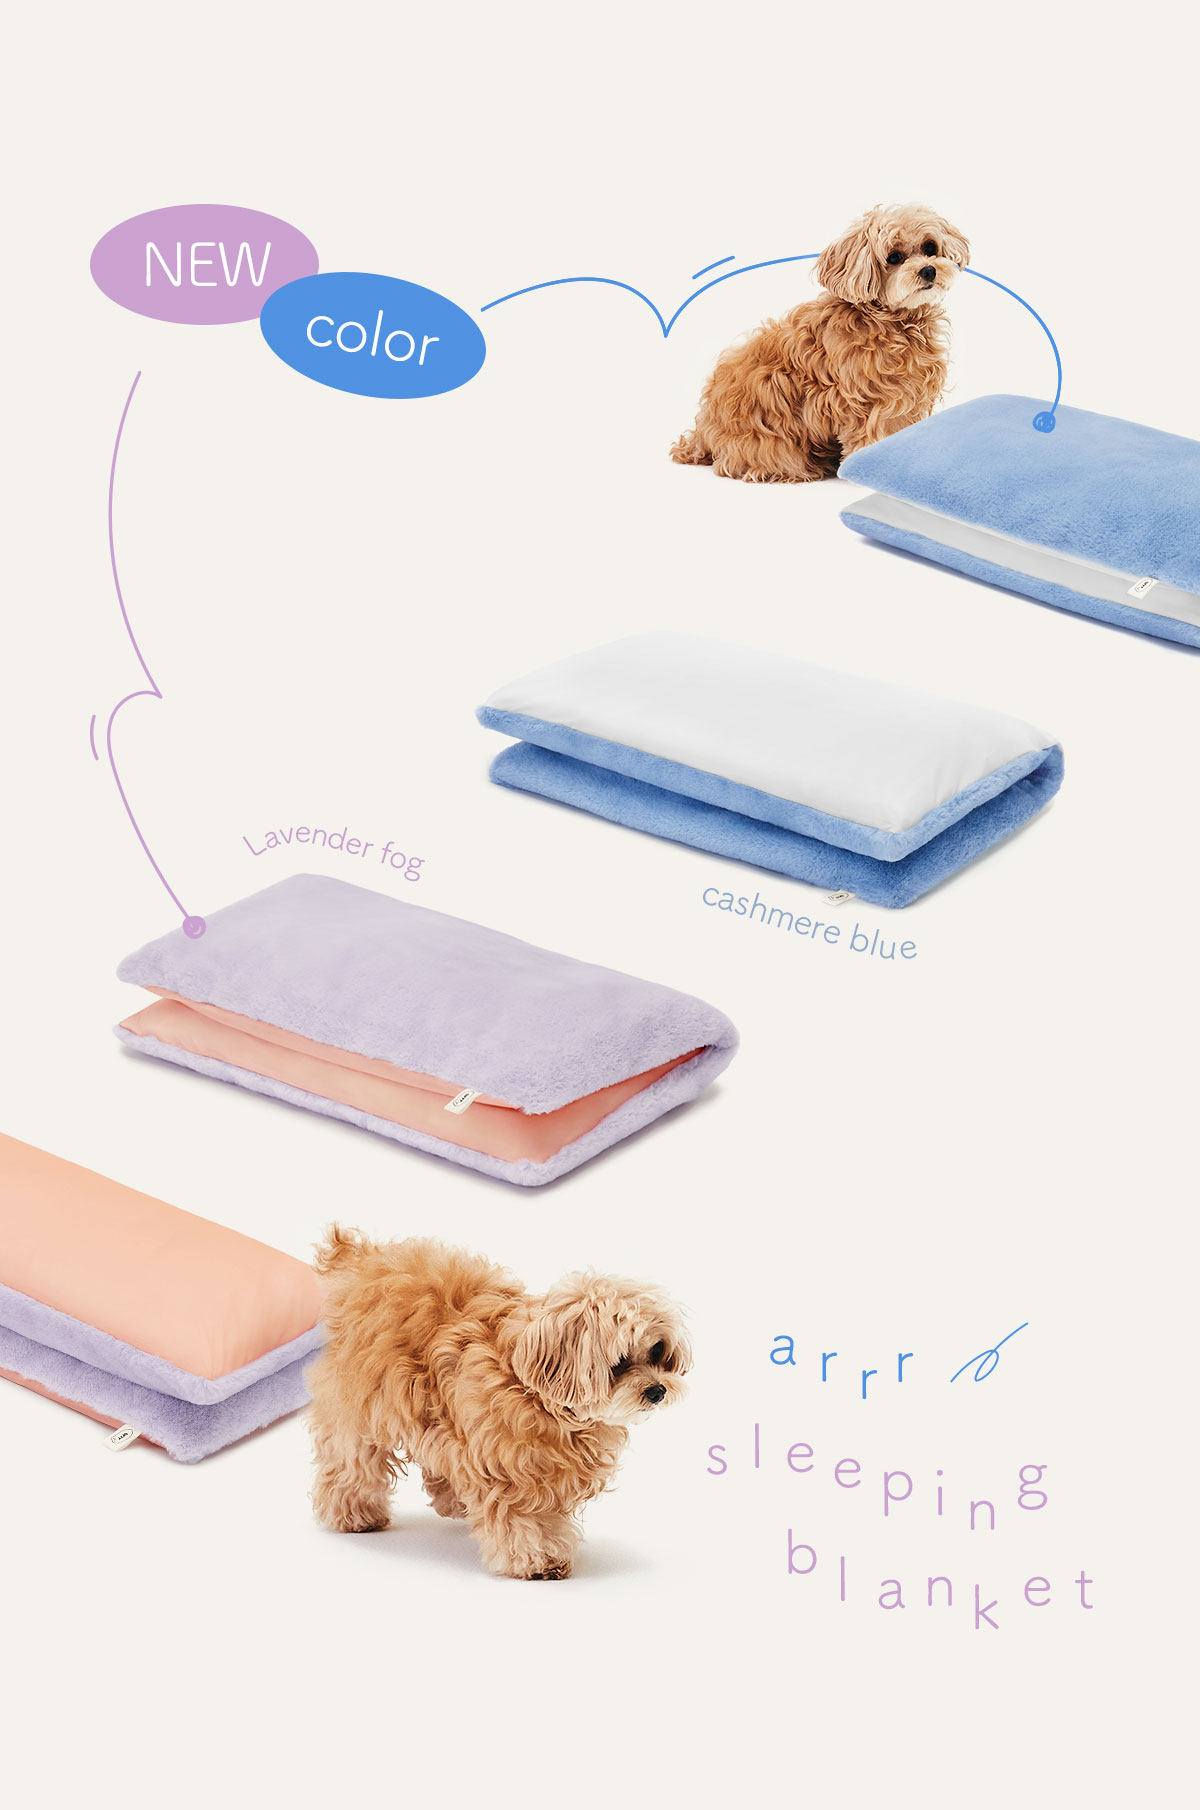 NEW
color
Lavender fog
cashmere blue
arrr
sleeping
blanket